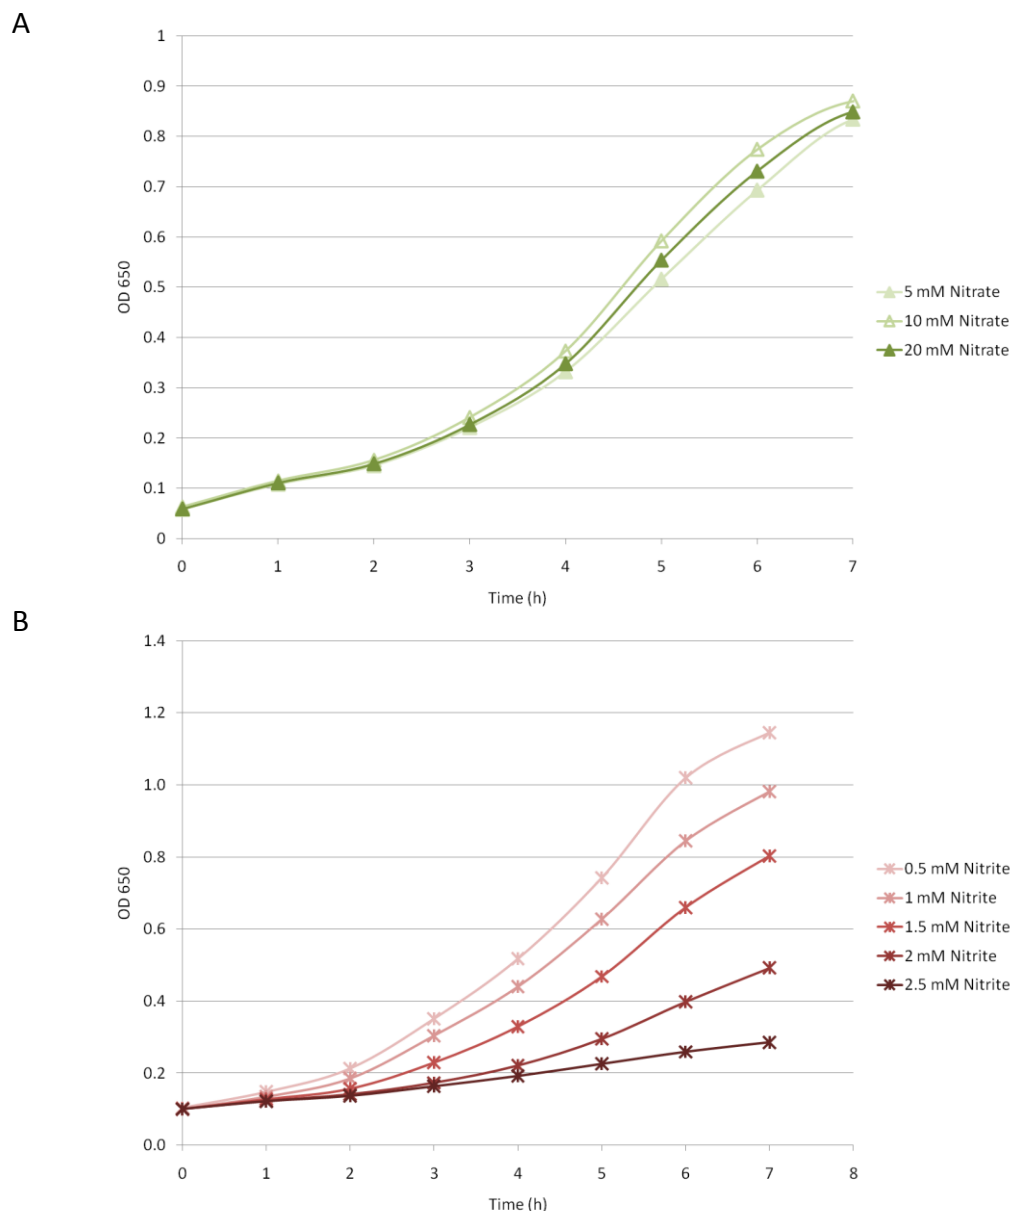 A
1
0.9
0.8
0.7
0.6
0.5
0.4
0.3
0.2
0.1
0
OD 650
0 1 2 3 4 5 6 7
Time (h)
5 mM Nitrate
10 mM Nitrate
20 mM Nitrate
B
1.4
1.2
1.0
0.8
0.6
0.4
0.2
0.0
OD 650
0 1 2 3 4 5 6 7 8
Time (h)
0.5 mM Nitrite
1 mM Nitrite
1.5 mM Nitrite
2 mM Nitrite
2.5 mM Nitrite